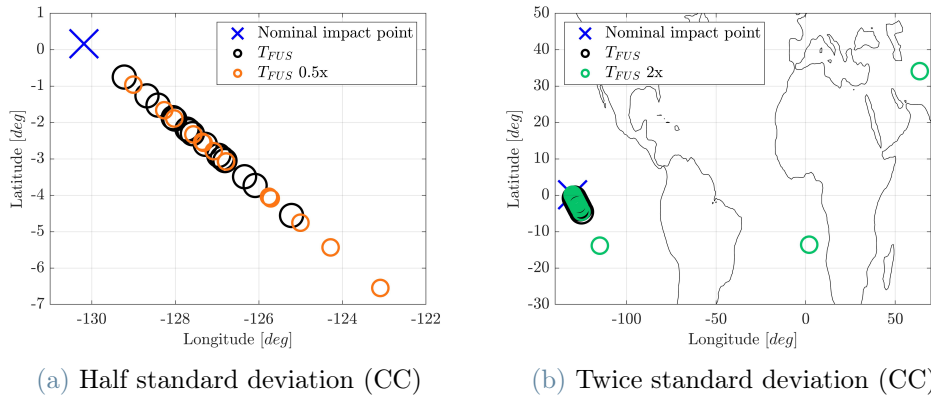 1
0
-1
-2
-3
-4
-5
-6
-7
Latitude [deg]
Nominal impact point
T_FUS
T_FUS 0.5x
-130 -128 -126 -124 -122
Longitude [deg]
(a) Half standard deviation (CC)
50
40
30
20
10
0
-10
-20
-30
Latitude [deg]
Nominal impact point
T_FUS
T_FUS 2x
-100 -50 0 50
Longitude [deg]
(b) Twice standard deviation (CC)